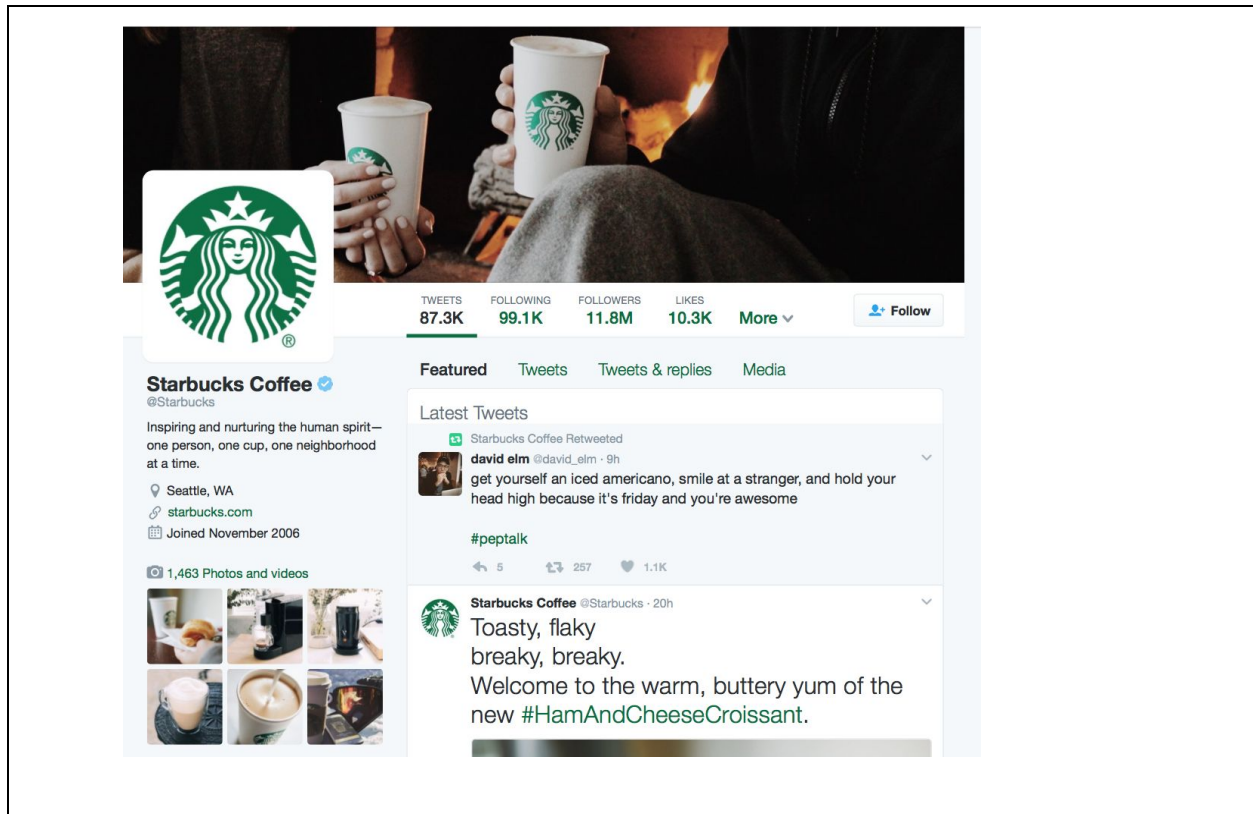 TWEETS FOLLOWING FOLLOWERS LIKES
87.3K 99.1K 11.8M 10.3K More Follow
Starbucks Coffee
@Starbucks
Inspiring and nurturing the human spirit—
one person, one cup, one neighborhood
at a time.
Seattle, WA
starbucks.com
Joined November 2006
1,463 Photos and videos
Featured Tweets Tweets & replies Media
Latest Tweets
Starbucks Coffee Retweeted
david elm @david_elm · 9h
get yourself an iced americano, smile at a stranger, and hold your
head high because it's friday and you're awesome
#peptalk
5 257 1.1K
Starbucks Coffee @Starbucks · 20h
Toasty, flaky
breaky, breaky.
Welcome to the warm, buttery yum of the
new #HamAndCheeseCroissant.